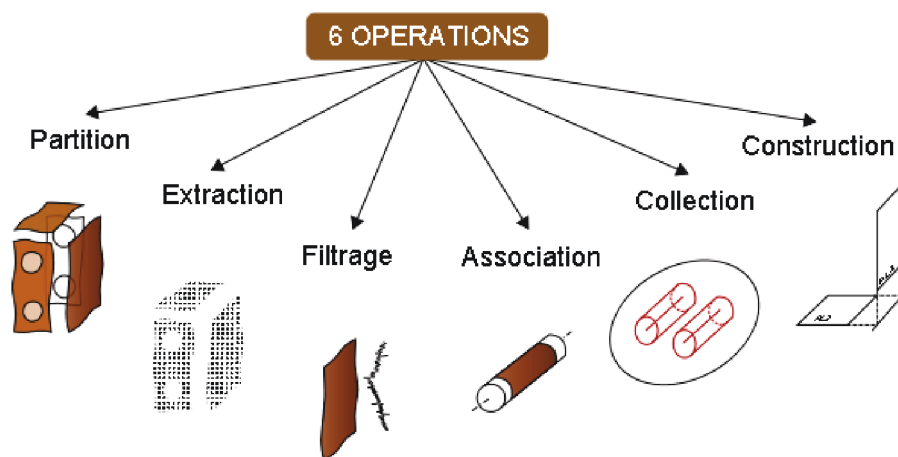 6 OPERATIONS
Partition
Construction
Extraction
Collection
Filtrage
Association